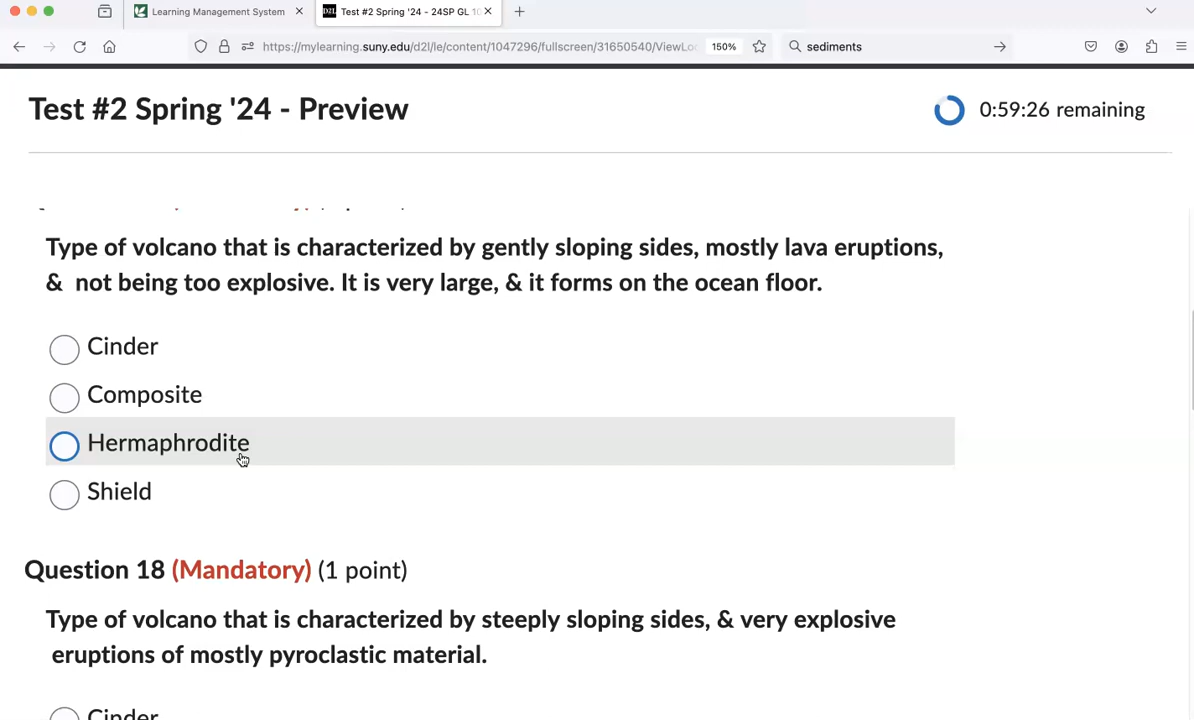 Learning Management System
Test #2 Spring '24 - 24SP GL 10
https://mylearning.suny.edu/d2l/le/content/1047296/fullscreen/31650540/ViewLo
150%
sediments
Test #2 Spring '24 - Preview
0:59:26 remaining
Type of volcano that is characterized by gently sloping sides, mostly lava eruptions,
& not being too explosive. It is very large, & it forms on the ocean floor.
Cinder
Composite
Hermaphrodite
Shield
Question 18 (Mandatory) (1 point)
Type of volcano that is characterized by steeply sloping sides, & very explosive
eruptions of mostly pyroclastic material.
Cinder